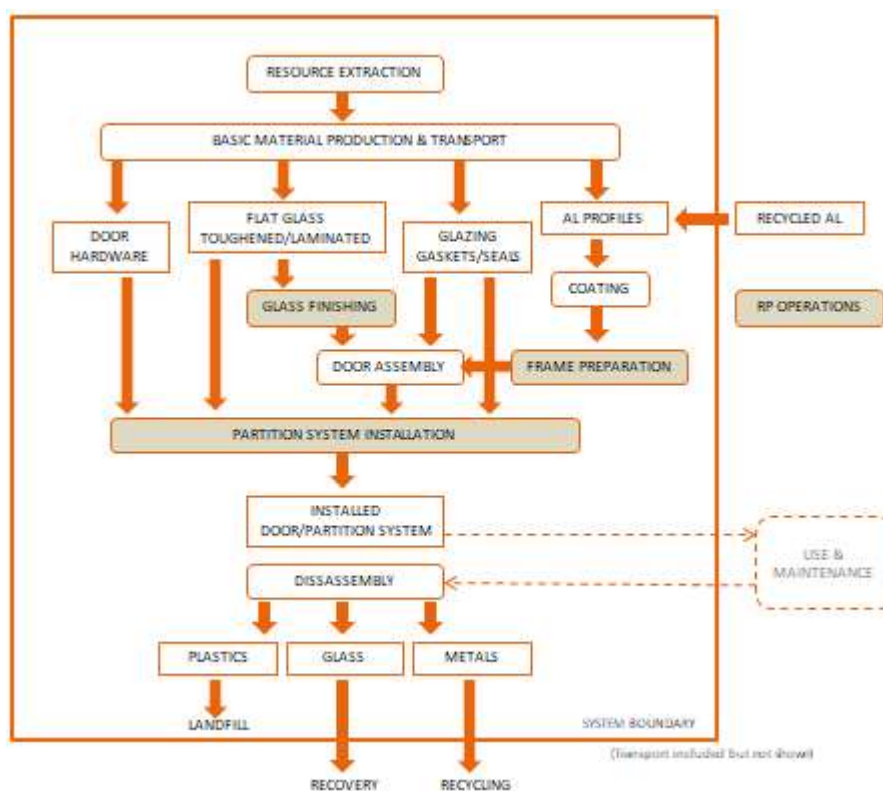 RESOURCE EXTRACTION
BASIC MATERIAL PRODUCTION & TRANSPORT
DOOR
HARDWARE
FLAT GLASS
TOUGHENED/LAMINATED
GLAZING
GASKETS/SEALS
AL PROFILES
RECYCLED AL
GLASS FINISHING
COATING
RP OPERATIONS
DOOR ASSEMBLY
FRAME PREPARATION
PARTITION SYSTEM INSTALLATION
INSTALLED
DOOR/PARTITION SYSTEM
USE &
MAINTENANCE
DISSASSEMBLY
PLASTICS
GLASS
METALS
LANDFILL
SYSTEM BOUNDARY
(Transport included but not shown)
RECOVERY
RECYCLING